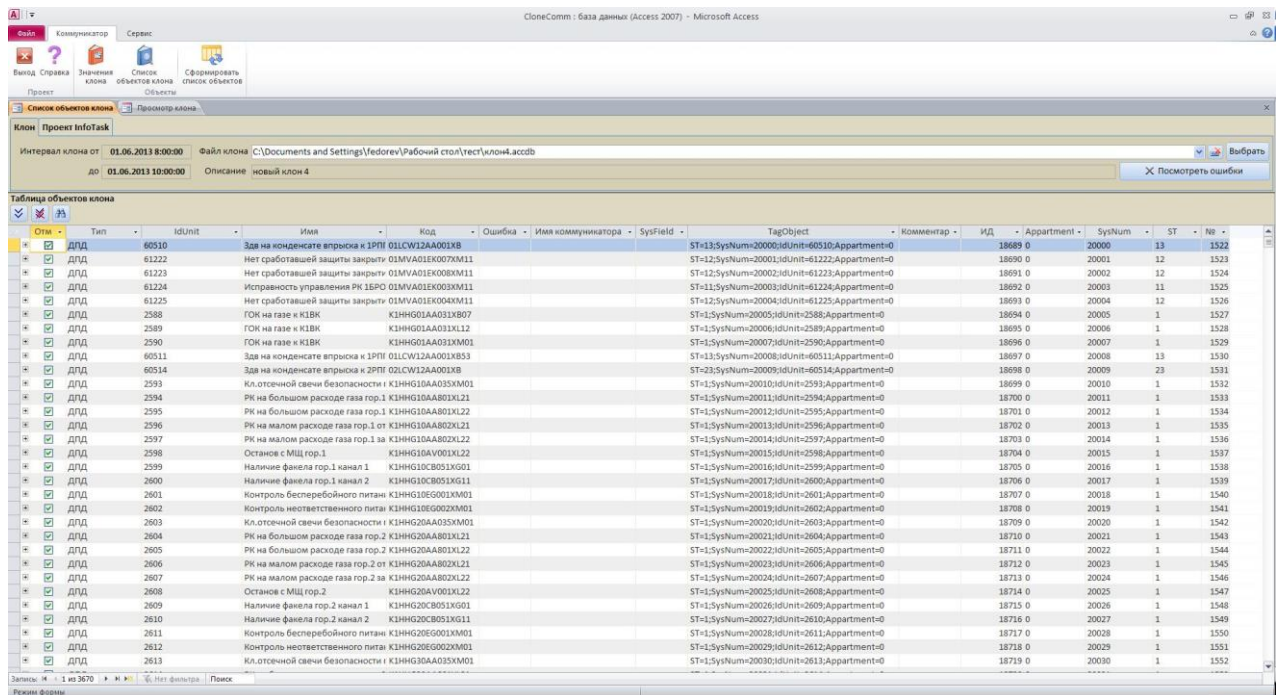 CloneComm : база данных (Access 2007) - Microsoft Access
Файл Коммуникатор Сервис
Выход Справка Значения клона Список объектов клона Сформировать список объектов
Проект Объекты
Список объектов клона Просмотр клона
Клон Проект InfoTask
Интервал клона от 01.06.2013 8:00:00 Файл клона C:\Documents and Settings\fedorev\Рабочий стол\тест\клон4.accdb Выбрать
до 01.06.2013 10:00:00 Описание новый клон 4 Посмотреть ошибки
Таблица объектов клона
Отм Тип IdUnit Имя Код Ошибка Имя коммуникатора SysField TagObject Комментар ИД Appartment SysNum ST №
ДПД 60510 Здв на конденсате впрыска к 1РПГ 01LCW12AA001XB ST=13;SysNum=20000;IdUnit=60510;Appartment=0 18689 0 20000 13 1522
ДПД 61222 Нет сработавшей защиты закрыти 01MVA01EK007XM11 ST=12;SysNum=20001;IdUnit=61222;Appartment=0 18690 0 20001 12 1523
ДПД 61223 Нет сработавшей защиты закрыти 01MVA01EK008XM11 ST=12;SysNum=20002;IdUnit=61223;Appartment=0 18691 0 20002 12 1524
ДПД 61224 Исправность управления РК 1БРО 01MVA01EK003XM11 ST=11;SysNum=20003;IdUnit=61224;Appartment=0 18692 0 20003 11 1525
ДПД 61225 Нет сработавшей защиты закрыти 01MVA01EK004XM11 ST=12;SysNum=20004;IdUnit=61225;Appartment=0 18693 0 20004 12 1526
ДПД 2588 ГОК на газе к К1ВК K1HHG01AA031XB07 ST=1;SysNum=20005;IdUnit=2588;Appartment=0 18694 0 20005 1 1527
ДПД 2589 ГОК на газе к К1ВК K1HHG01AA031XL12 ST=1;SysNum=20006;IdUnit=2589;Appartment=0 18695 0 20006 1 1528
ДПД 2590 ГОК на газе к К1ВК K1HHG01AA031XM01 ST=1;SysNum=20007;IdUnit=2590;Appartment=0 18696 0 20007 1 1529
ДПД 60511 Здв на конденсате впрыска к 1РПГ 01LCW12AA001XB53 ST=13;SysNum=20008;IdUnit=60511;Appartment=0 18697 0 20008 13 1530
ДПД 60514 Здв на конденсате впрыска к 2РПГ 01LCW22AA001XB ST=23;SysNum=20009;IdUnit=60514;Appartment=0 18698 0 20009 23 1531
ДПД 2593 Кл.отсечной свечи безопасности г K1HHG10AA035XM01 ST=1;SysNum=20010;IdUnit=2593;Appartment=0 18699 0 20010 1 1532
ДПД 2594 РК на большом расходе газа гор.1 K1HHG10AA801XL21 ST=1;SysNum=20011;IdUnit=2594;Appartment=0 18700 0 20011 1 1533
ДПД 2595 РК на большом расходе газа гор.1 K1HHG10AA801XL22 ST=1;SysNum=20012;IdUnit=2595;Appartment=0 18701 0 20012 1 1534
ДПД 2596 РК на малом расходе газа гор.1 от K1HHG10AA802XL21 ST=1;SysNum=20013;IdUnit=2596;Appartment=0 18702 0 20013 1 1535
ДПД 2597 РК на малом расходе газа гор.1 за K1HHG10AA802XL22 ST=1;SysNum=20014;IdUnit=2597;Appartment=0 18703 0 20014 1 1536
ДПД 2598 Останов с МЩ гор.1 K1HHG10AV001XL22 ST=1;SysNum=20015;IdUnit=2598;Appartment=0 18704 0 20015 1 1537
ДПД 2599 Наличие факела гор.1 канал 1 K1HHG10CB051XG01 ST=1;SysNum=20016;IdUnit=2599;Appartment=0 18705 0 20016 1 1538
ДПД 2600 Наличие факела гор.1 канал 2 K1HHG10CB051XG11 ST=1;SysNum=20017;IdUnit=2600;Appartment=0 18706 0 20017 1 1539
ДПД 2601 Контроль бесперебойного питани K1HHG10EG001XM01 ST=1;SysNum=20018;IdUnit=2601;Appartment=0 18707 0 20018 1 1540
ДПД 2602 Контроль неответственного питан K1HHG10EG002XM01 ST=1;SysNum=20019;IdUnit=2602;Appartment=0 18708 0 20019 1 1541
ДПД 2603 Кл.отсечной свечи безопасности г K1HHG20AA035XM01 ST=1;SysNum=20020;IdUnit=2603;Appartment=0 18709 0 20020 1 1542
ДПД 2604 РК на большом расходе газа гор.2 K1HHG20AA801XL21 ST=1;SysNum=20021;IdUnit=2604;Appartment=0 18710 0 20021 1 1543
ДПД 2605 РК на большом расходе газа гор.2 K1HHG20AA801XL22 ST=1;SysNum=20022;IdUnit=2605;Appartment=0 18711 0 20022 1 1544
ДПД 2606 РК на малом расходе газа гор.2 от K1HHG20AA802XL21 ST=1;SysNum=20023;IdUnit=2606;Appartment=0 18712 0 20023 1 1545
ДПД 2607 РК на малом расходе газа гор.2 за K1HHG20AA802XL22 ST=1;SysNum=20024;IdUnit=2607;Appartment=0 18713 0 20024 1 1546
ДПД 2608 Останов с МЩ гор.2 K1HHG20AV001XL22 ST=1;SysNum=20025;IdUnit=2608;Appartment=0 18714 0 20025 1 1547
ДПД 2609 Наличие факела гор.2 канал 1 K1HHG20CB051XG01 ST=1;SysNum=20026;IdUnit=2609;Appartment=0 18715 0 20026 1 1548
ДПД 2610 Наличие факела гор.2 канал 2 K1HHG20CB051XG11 ST=1;SysNum=20027;IdUnit=2610;Appartment=0 18716 0 20027 1 1549
ДПД 2611 Контроль бесперебойного питани K1HHG20EG001XM01 ST=1;SysNum=20028;IdUnit=2611;Appartment=0 18717 0 20028 1 1550
ДПД 2612 Контроль неответственного питан K1HHG20EG002XM01 ST=1;SysNum=20029;IdUnit=2612;Appartment=0 18718 0 20029 1 1551
ДПД 2613 Кл.отсечной свечи безопасности г K1HHG30AA035XM01 ST=1;SysNum=20030;IdUnit=2613;Appartment=0 18719 0 20030 1 1552
Запись: 1 из 3670 Нет фильтра Поиск
Режим формы